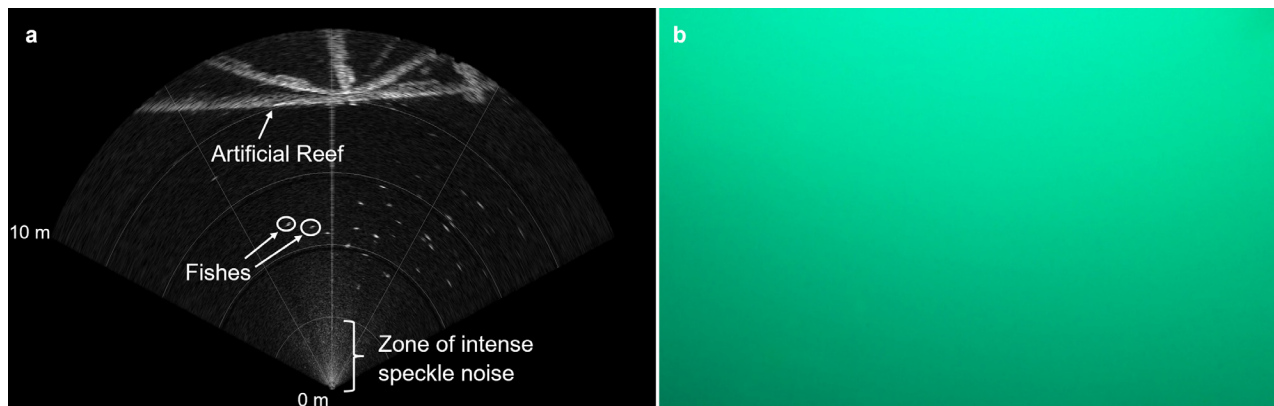 a
b
Artificial Reef
10 m
Fishes
Zone of intense
speckle noise
0 m